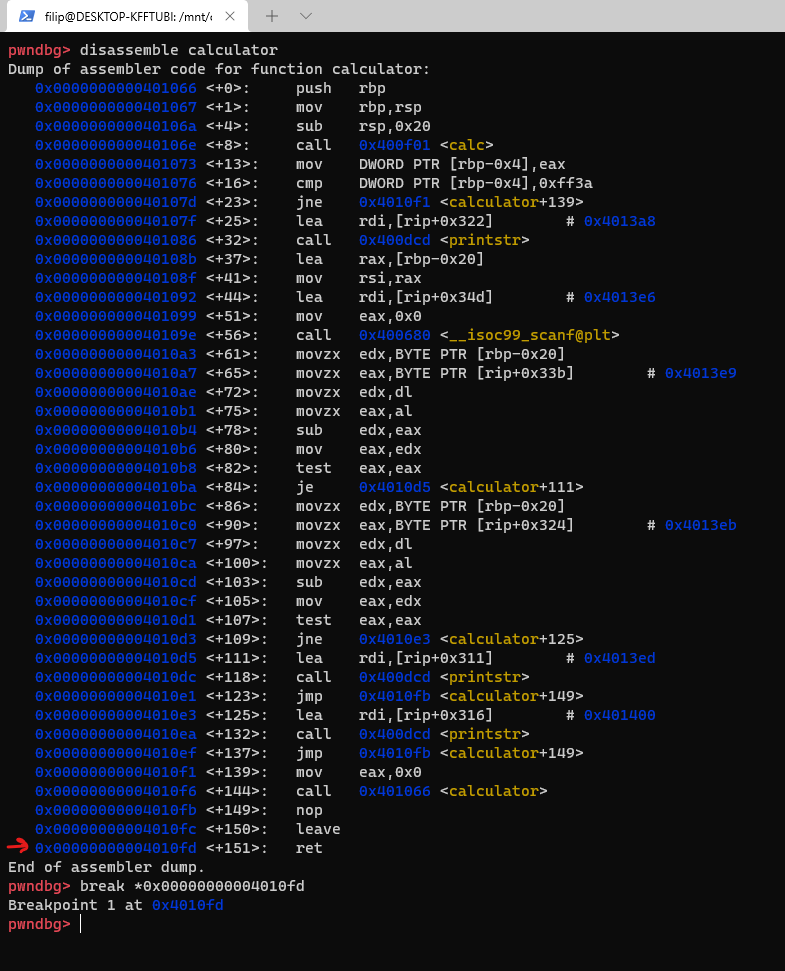 filip@DESKTOP-KFFTUBI: /mnt/c
pwndbg> disassemble calculator
Dump of assembler code for function calculator:
0x0000000000401066 <+0>: push rbp
0x0000000000401067 <+1>: mov rbp,rsp
0x000000000040106a <+4>: sub rsp,0x20
0x000000000040106e <+8>: call 0x400f01 <calc>
0x0000000000401073 <+13>: mov DWORD PTR [rbp-0x4],eax
0x0000000000401076 <+16>: cmp DWORD PTR [rbp-0x4],0xff3a
0x000000000040107d <+23>: jne 0x4010f1 <calculator+139>
0x000000000040107f <+25>: lea rdi,[rip+0x322] # 0x4013a8
0x0000000000401086 <+32>: call 0x400dcd <printstr>
0x000000000040108b <+37>: lea rax,[rbp-0x20]
0x000000000040108f <+41>: mov rsi,rax
0x0000000000401092 <+44>: lea rdi,[rip+0x34d] # 0x4013e6
0x0000000000401099 <+51>: mov eax,0x0
0x000000000040109e <+56>: call 0x400680 <__isoc99_scanf@plt>
0x00000000004010a3 <+61>: movzx edx,BYTE PTR [rbp-0x20]
0x00000000004010a7 <+65>: movzx eax,BYTE PTR [rip+0x33b] # 0x4013e9
0x00000000004010ae <+72>: movzx edx,dl
0x00000000004010b1 <+75>: movzx eax,al
0x00000000004010b4 <+78>: sub edx,eax
0x00000000004010b6 <+80>: mov eax,edx
0x00000000004010b8 <+82>: test eax,eax
0x00000000004010ba <+84>: je 0x4010d5 <calculator+111>
0x00000000004010bc <+86>: movzx edx,BYTE PTR [rbp-0x20]
0x00000000004010c0 <+90>: movzx eax,BYTE PTR [rip+0x324] # 0x4013eb
0x00000000004010c7 <+97>: movzx edx,dl
0x00000000004010ca <+100>: movzx eax,al
0x00000000004010cd <+103>: sub edx,eax
0x00000000004010cf <+105>: mov eax,edx
0x00000000004010d1 <+107>: test eax,eax
0x00000000004010d3 <+109>: jne 0x4010e3 <calculator+125>
0x00000000004010d5 <+111>: lea rdi,[rip+0x311] # 0x4013ed
0x00000000004010dc <+118>: call 0x400dcd <printstr>
0x00000000004010e1 <+123>: jmp 0x4010fb <calculator+149>
0x00000000004010e3 <+125>: lea rdi,[rip+0x316] # 0x401400
0x00000000004010ea <+132>: call 0x400dcd <printstr>
0x00000000004010ef <+137>: jmp 0x4010fb <calculator+149>
0x00000000004010f1 <+139>: mov eax,0x0
0x00000000004010f6 <+144>: call 0x401066 <calculator>
0x00000000004010fb <+149>: nop
0x00000000004010fc <+150>: leave
0x00000000004010fd <+151>: ret
End of assembler dump.
pwndbg> break *0x00000000004010fd
Breakpoint 1 at 0x4010fd
pwndbg>